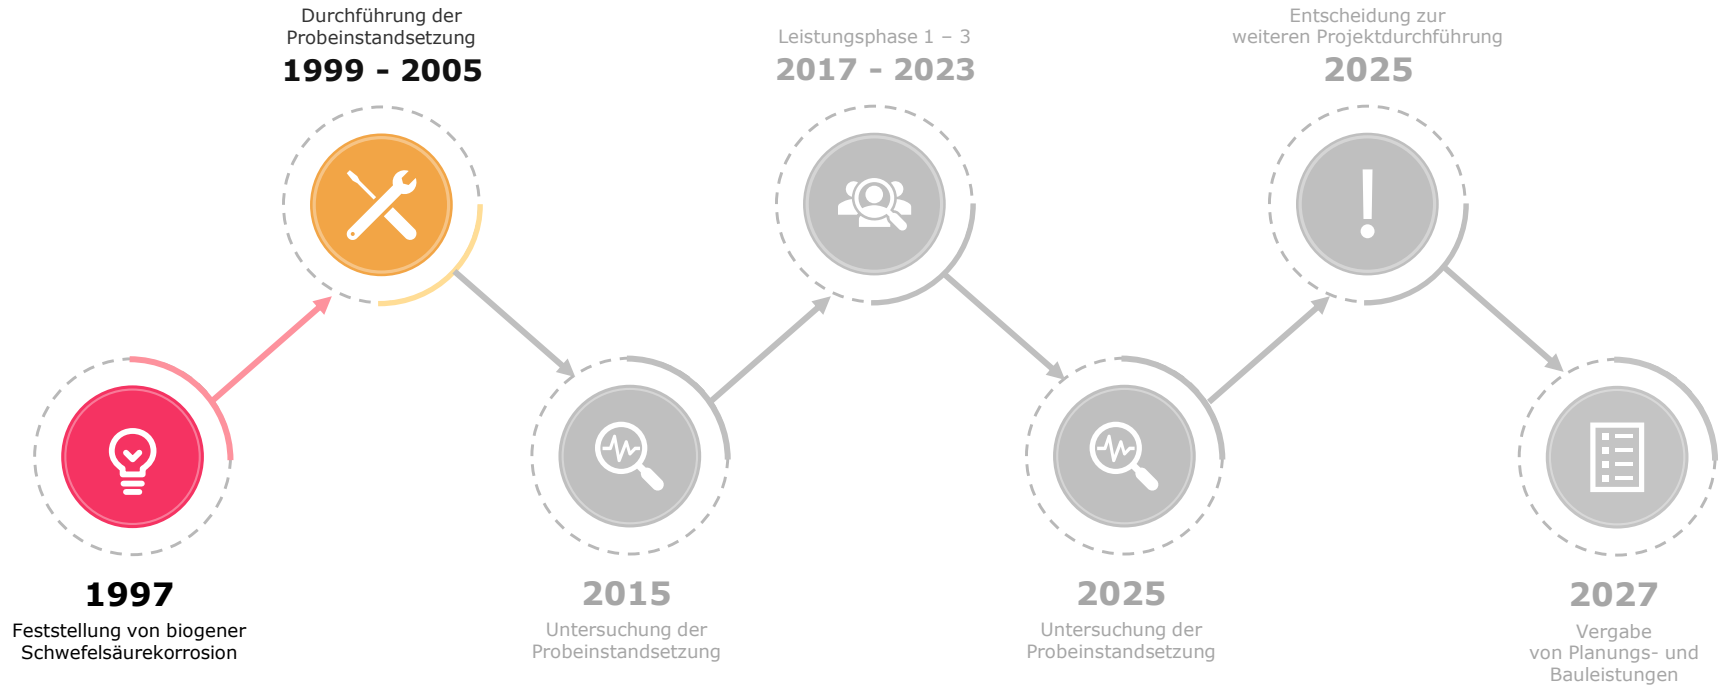 Durchführung der
Probeinstandsetzung
1999 - 2005
Leistungsphase 1 – 3
2017 - 2023
Entscheidung zur
weiteren Projektdurchführung
2025
1997
Feststellung von biogener
Schwefelsäurekorrosion
2015
Untersuchung der
Probeinstandsetzung
2025
Untersuchung der
Probeinstandsetzung
2027
Vergabe
von Planungs- und
Bauleistungen